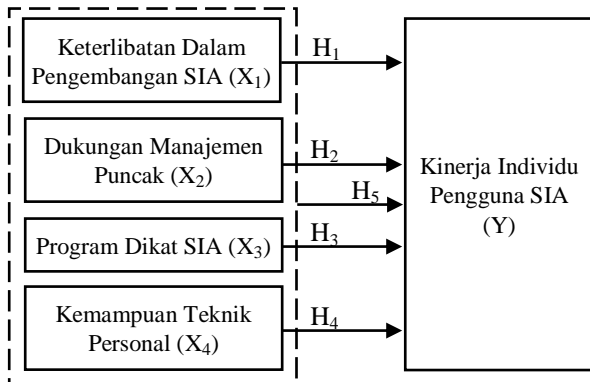 Keterlibatan Dalam
Pengembangan SIA (X₁)
H₁
Dukungan Manajemen
Puncak (X₂)
H₂
H₅
Program Dikat SIA (X₃)
H₃
Kemampuan Teknik
Personal (X₄)
H₄
Kinerja Individu
Pengguna SIA
(Y)